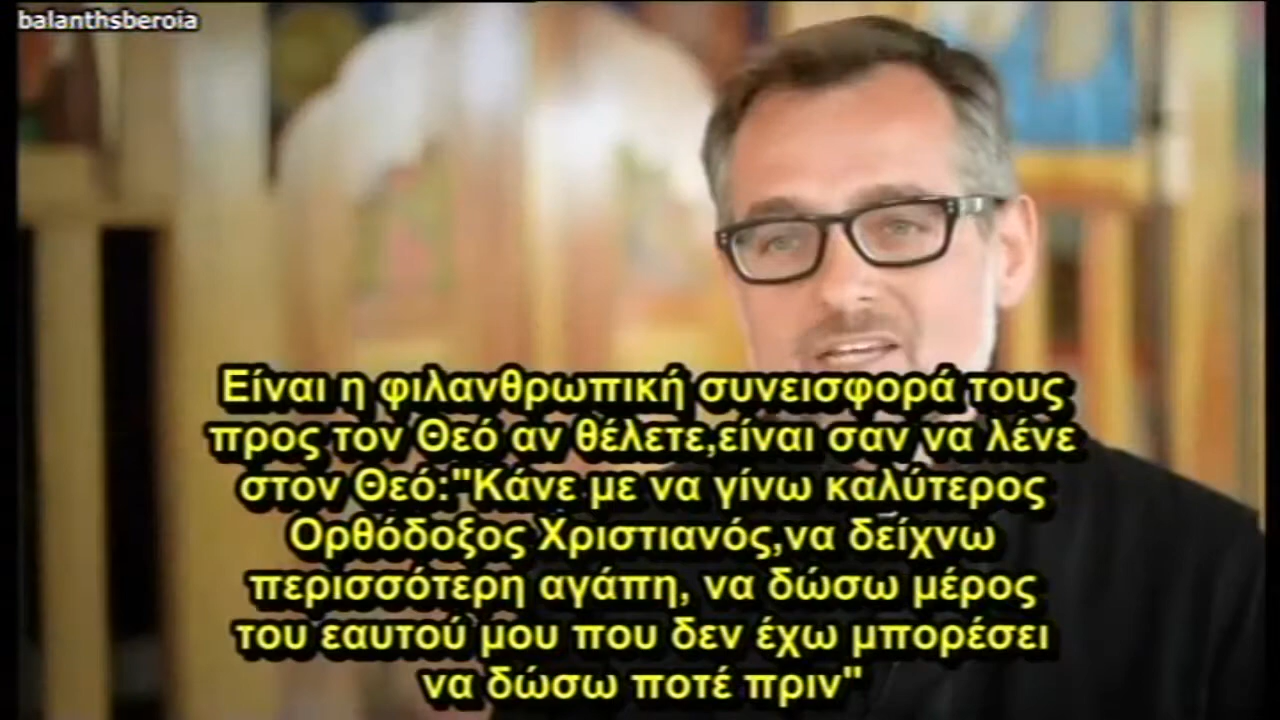 balanthsberoia
Είναι η φιλανθρωπική συνεισφορά τους
προς τον Θεό αν θέλετε,είναι σαν να λένε
στον Θεό:"Κάνε με να γίνω καλύτερος
Ορθόδοξος Χριστιανός,να δείχνω
περισσότερη αγάπη, να δώσω μέρος
του εαυτού μου που δεν έχω μπορέσει
να δώσω ποτέ πριν"